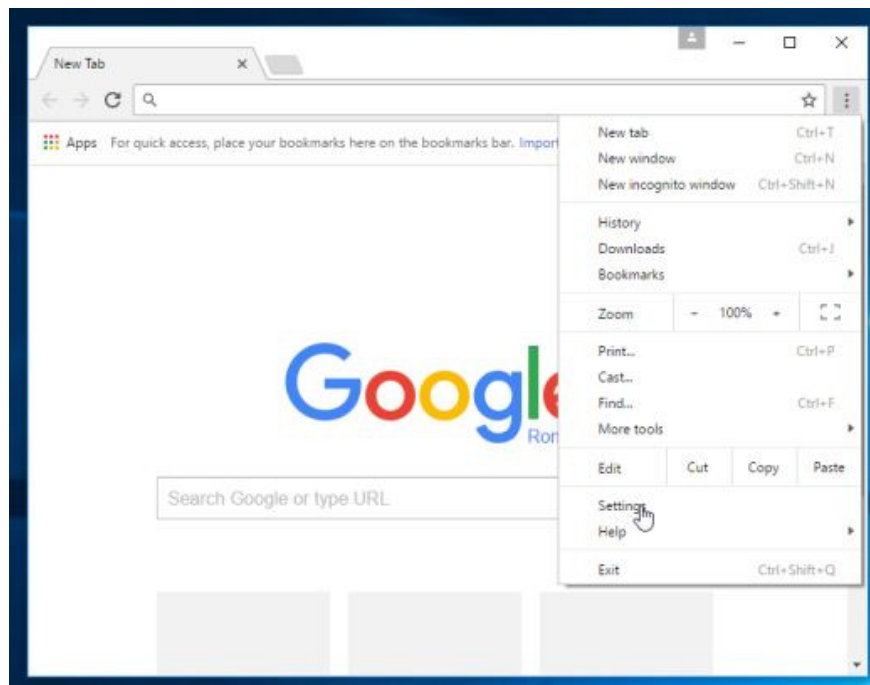 New Tab
Apps For quick access, place your bookmarks here on the bookmarks bar. Import
New tab Ctrl+T
New window Ctrl+N
New incognito window Ctrl+Shift+N
History
Downloads Ctrl+J
Bookmarks
Zoom - 100% +
Print... Ctrl+P
Cast...
Find... Ctrl+F
More tools
Edit Cut Copy Paste
Settings
Help
Exit Ctrl+Shift+Q
Google
Search Google or type URL